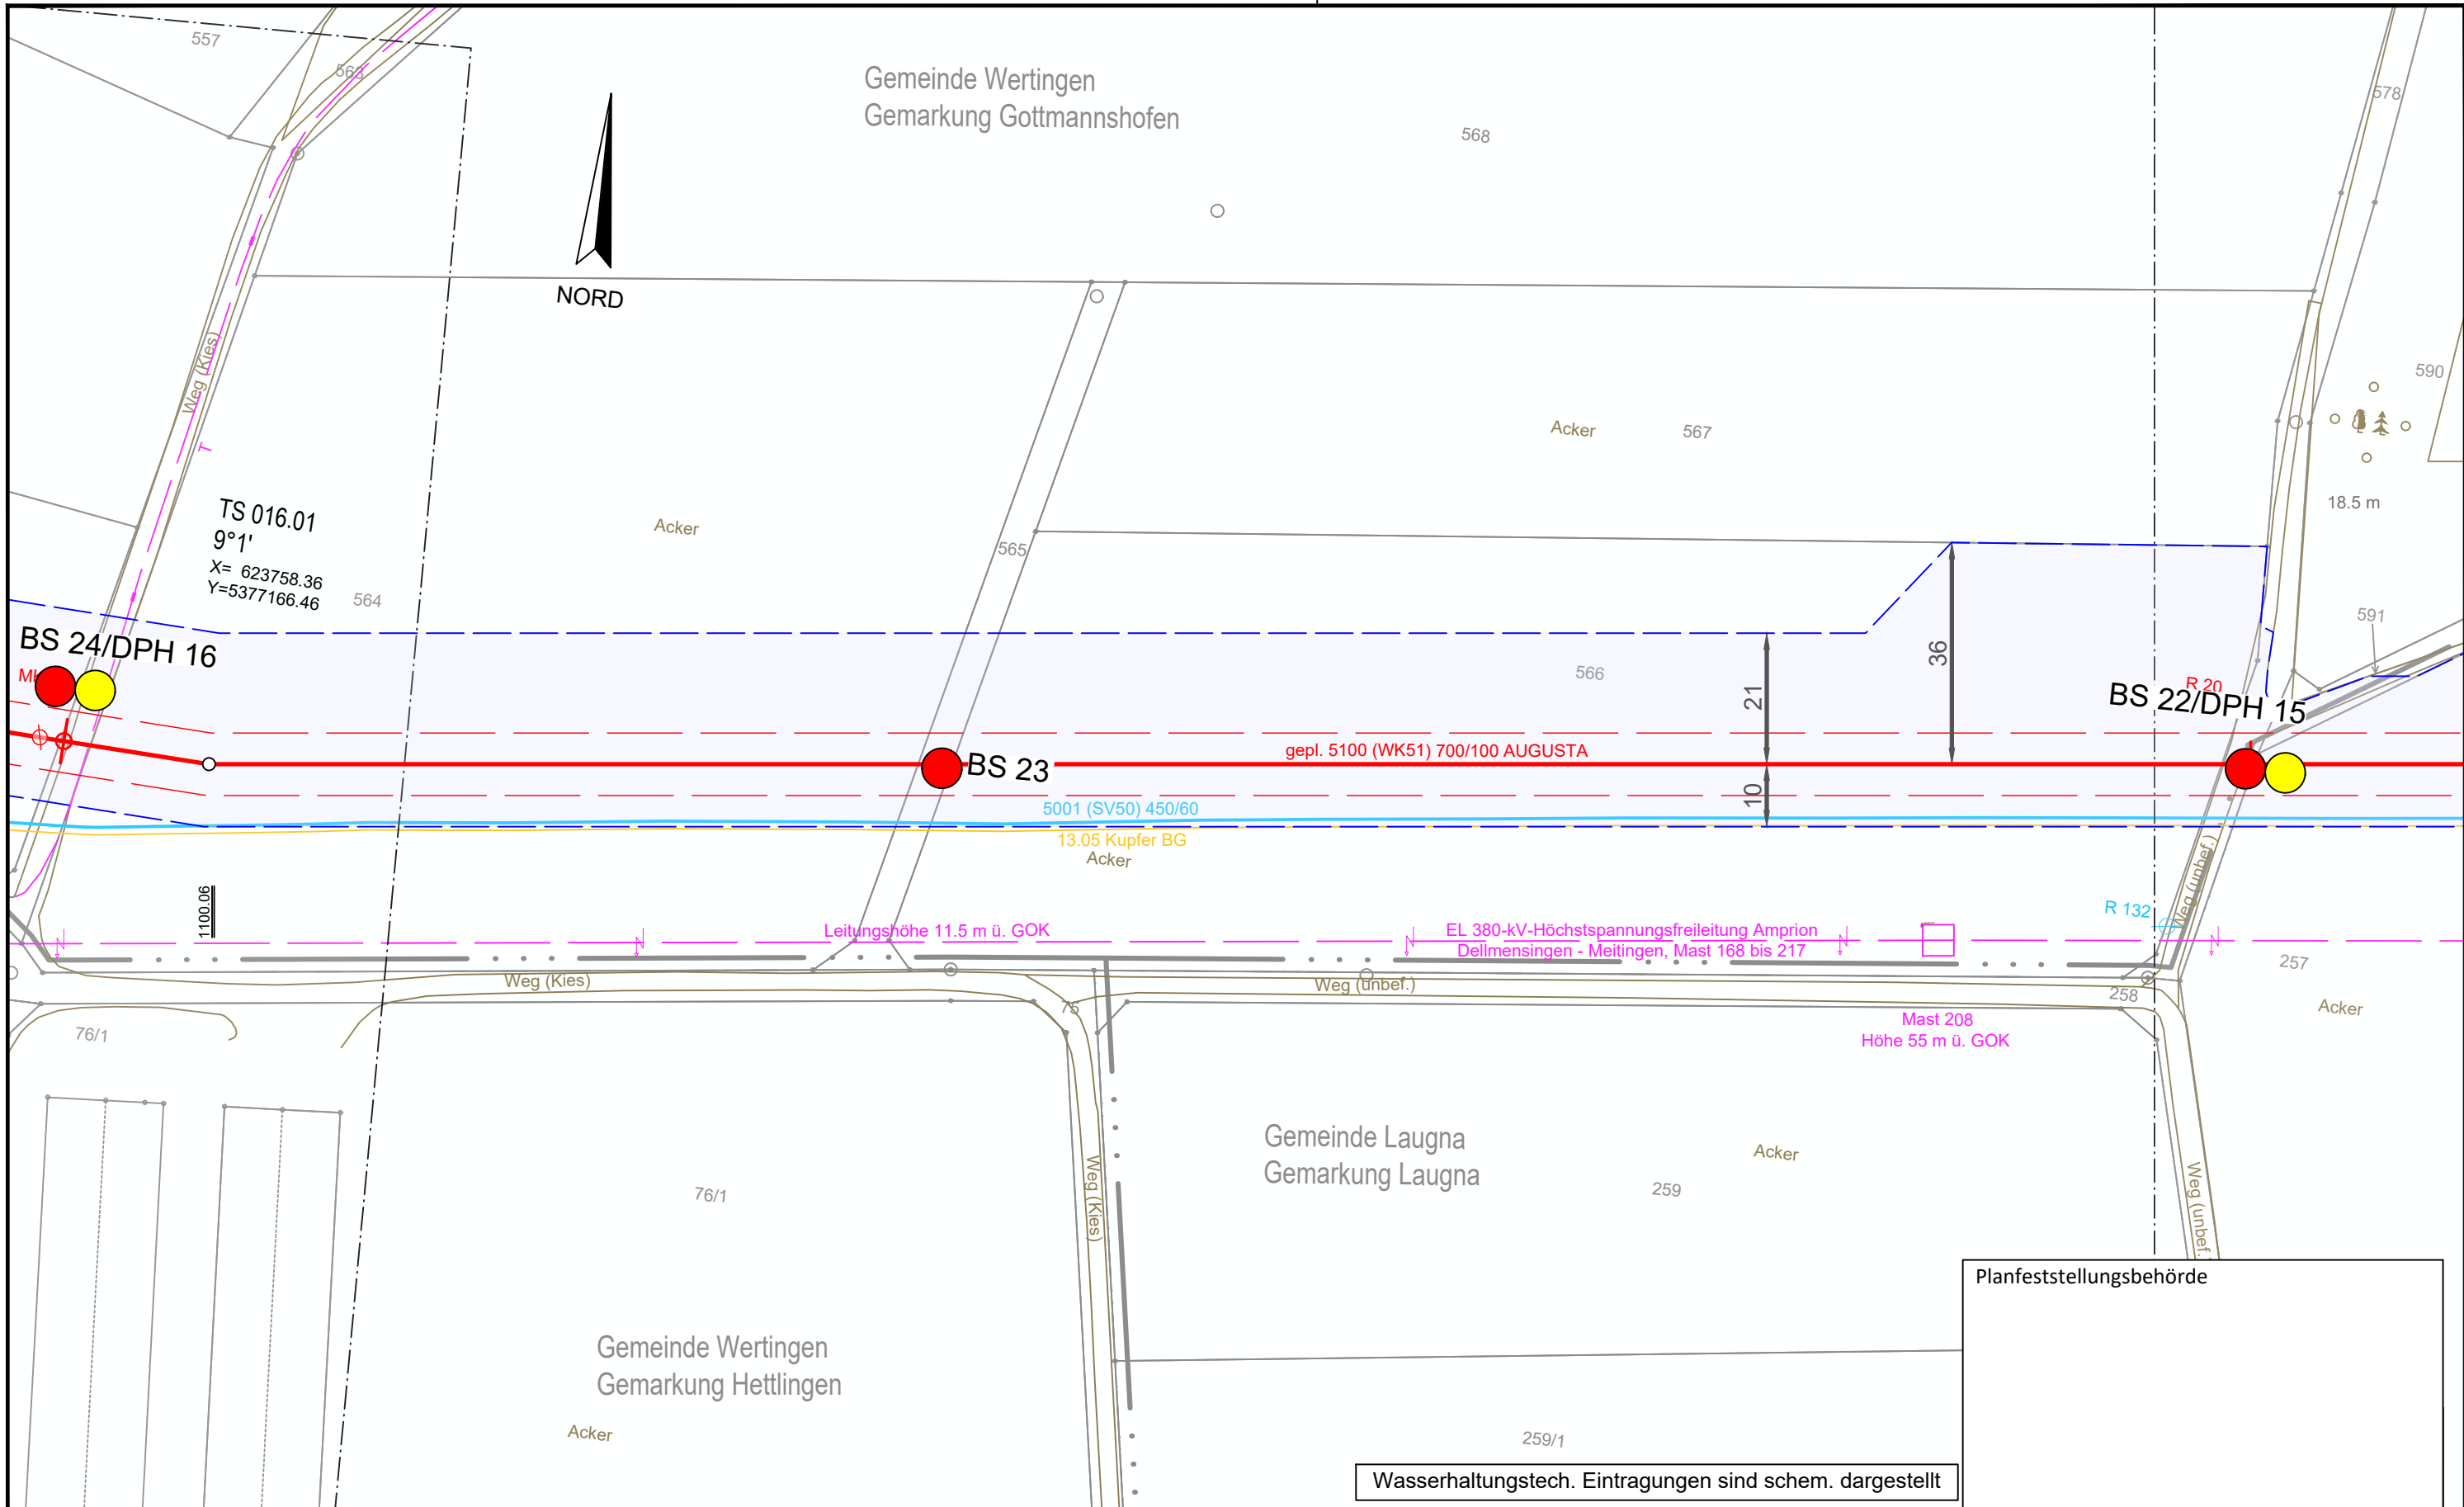 557
563
Gemeinde Wertingen
Gemarkung Gottmannshofen
568
578
NORD
590
Weg (Kies)
T
Acker
567
18.5 m
TS 016.01
9°1'
X= 623758.36
Y=5377166.46
Acker
565
564
591
BS 24/DPH 16
566
36
21
R 20
BS 22/DPH 15
gepl. 5100 (WK51) 700/100 AUGUSTA
BS 23
10
5001 (SV50) 450/60
13.05 Kupfer BG
Acker
Weg (unbef.)
1100.06
R 132
Leitungshöhe 11.5 m ü. GOK
EL 380-kV-Höchstspannungsfreileitung Amprion
Dellmensingen - Meitingen, Mast 168 bis 217
257
Weg (Kies)
Weg (unbef.)
258
75
Acker
76/1
Mast 208
Höhe 55 m ü. GOK
Gemeinde Laugna
Gemarkung Laugna
Acker
76/1
259
Weg (Kies)
Weg (unbef.
Planfeststellungsbehörde
Gemeinde Wertingen
Gemarkung Hettlingen
Acker
259/1
Wasserhaltungstech. Eintragungen sind schem. dargestellt